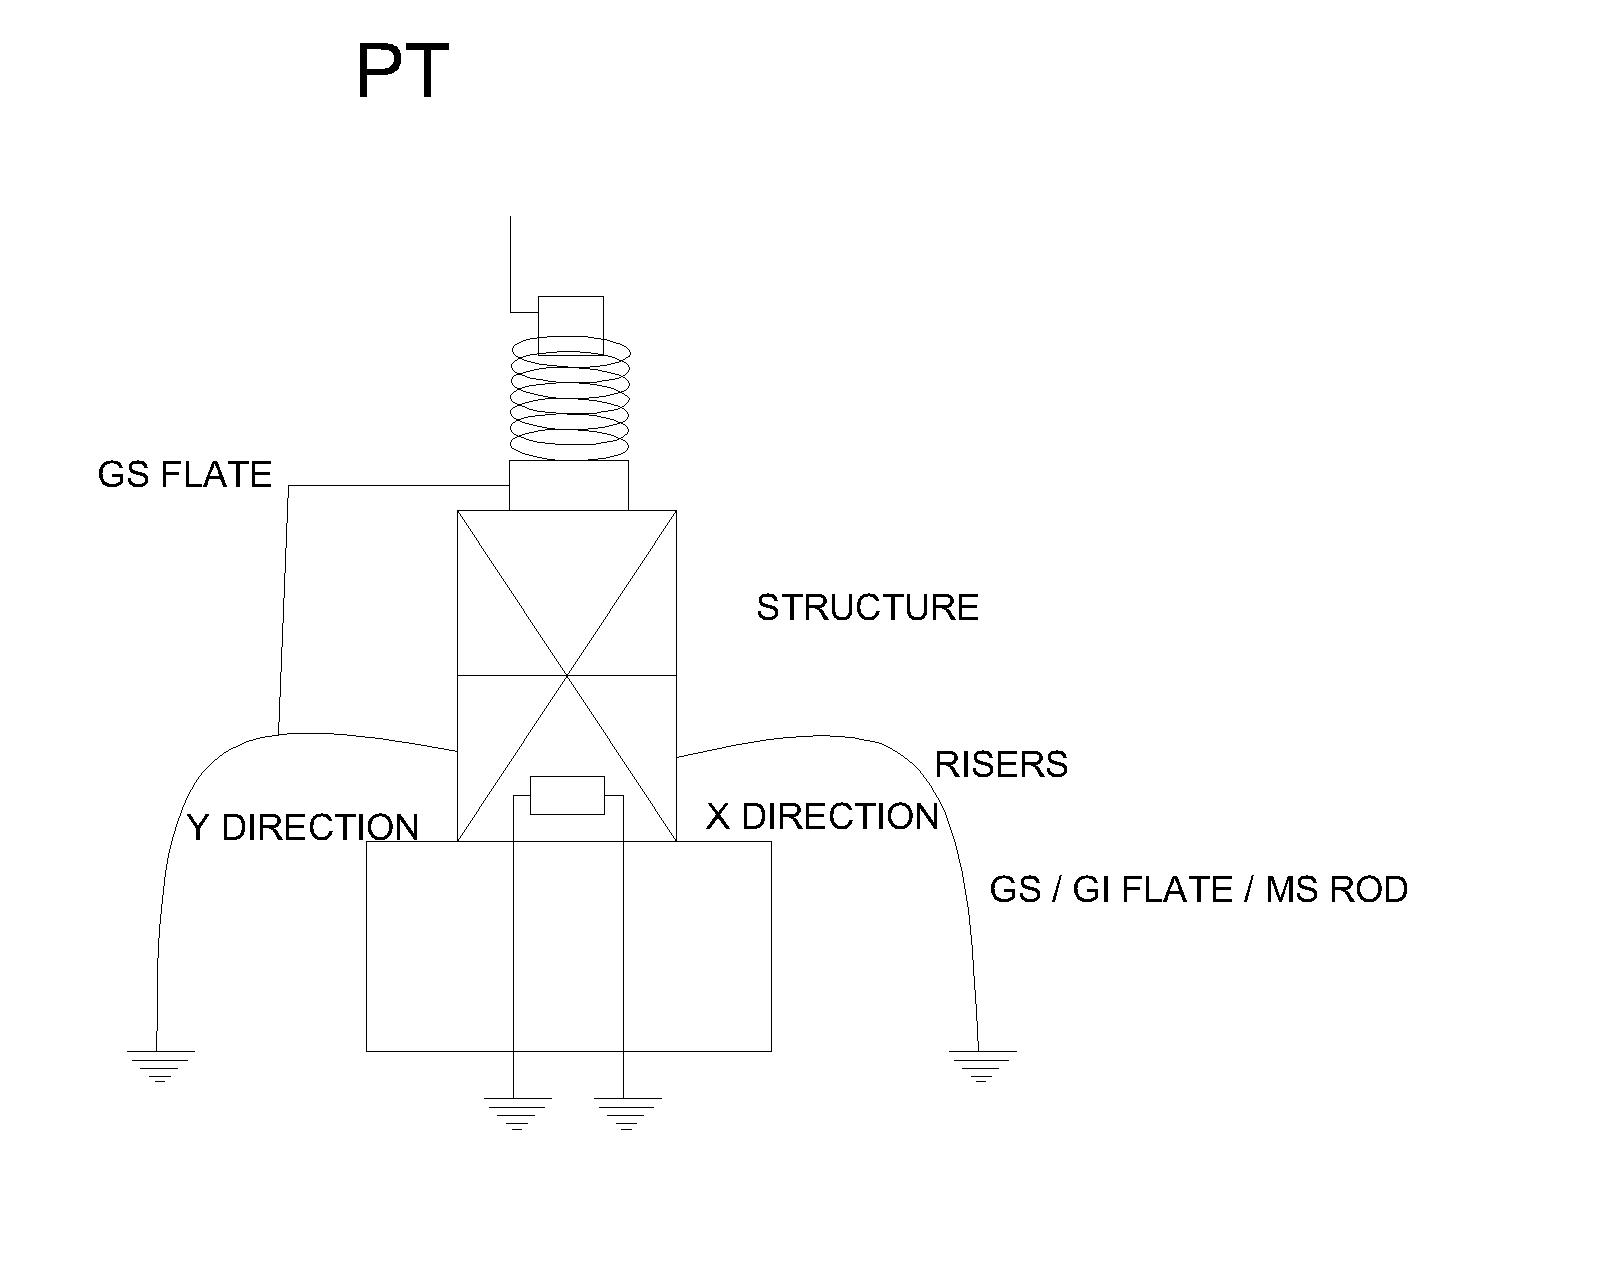 PT
GS FLATE
STRUCTURE
RISERS
Y DIRECTION
X DIRECTION
GS / GI FLATE / MS ROD